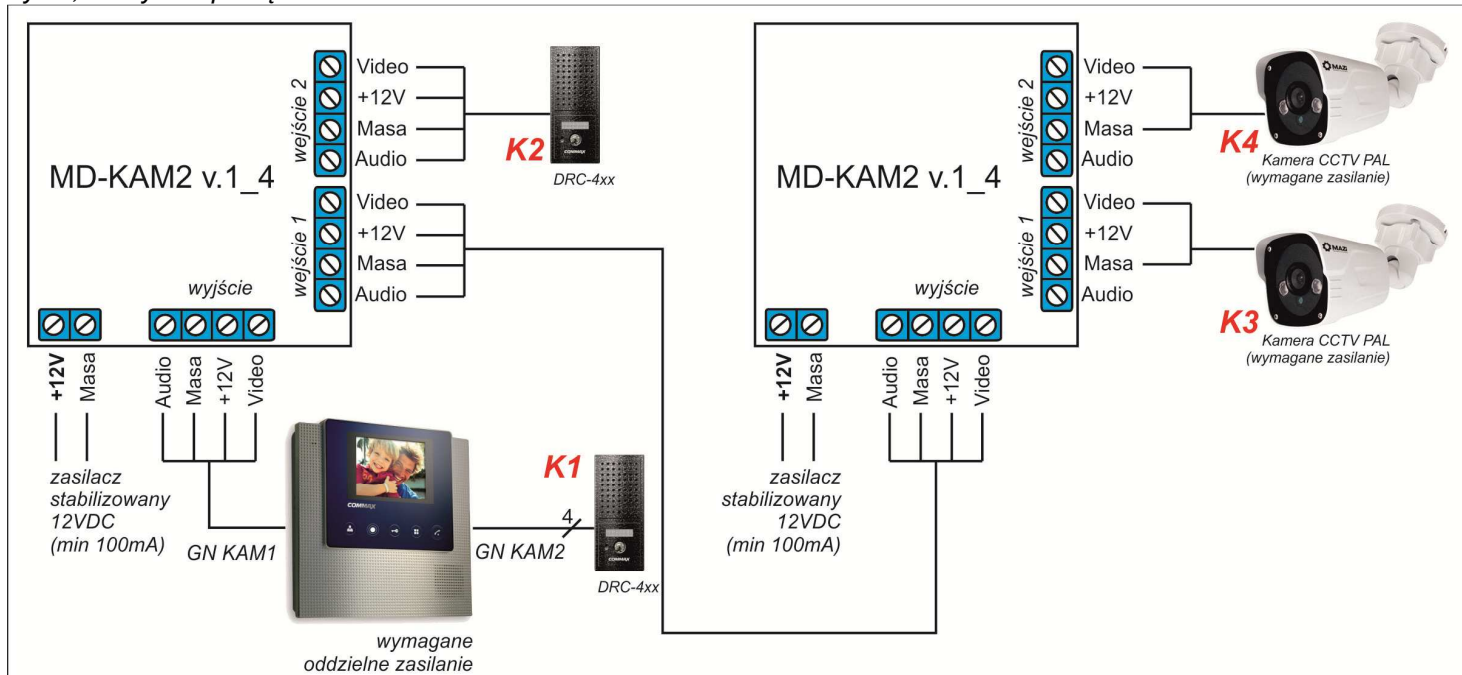 Video
+12V
Masa
Audio
wejście 2
K2
DRC-4xx
MD-KAM2 v.1_4
Video
+12V
Masa
Audio
wejście 1
wyjście
+12V
Masa
Audio
Masa
+12V
Video
zasilacz
stabilizowany
12VDC
(min 100mA)
GN KAM1
COMMAX
GN KAM2
4
K1
COMMAX
DRC-4xx
wymagane
oddzielne zasilanie
Video
+12V
Masa
Audio
wejście 2
MAZi
K4
Kamera CCTV PAL
(wymagane zasilanie)
MD-KAM2 v.1_4
Video
+12V
Masa
Audio
wejście 1
MAZi
K3
Kamera CCTV PAL
(wymagane zasilanie)
wyjście
+12V
Masa
Audio
Masa
+12V
Video
zasilacz
stabilizowany
12VDC
(min 100mA)